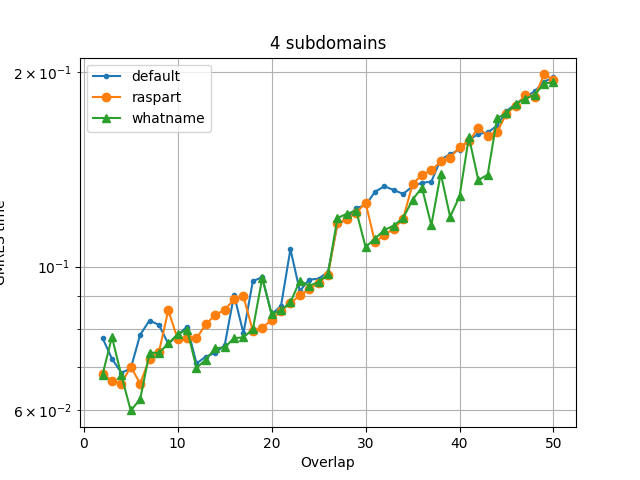 4 subdomains
default
raspart
whatname
2 × 10⁻¹
10⁻¹
6 × 10⁻²
GMRES time
0 10 20 30 40 50
Overlap